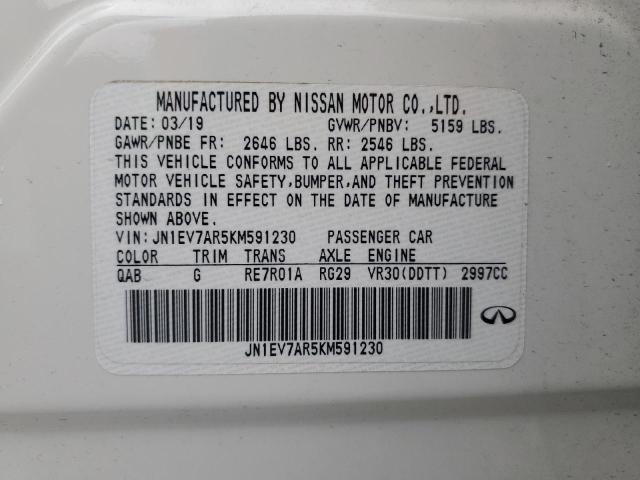 MANUFACTURED BY NISSAN MOTOR CO.,LTD.
DATE: 03/19 GVWR/PNBV: 5159 LBS.
GAWR/PNBE FR: 2646 LBS. RR: 2546 LBS.
THIS VEHICLE CONFORMS TO ALL APPLICABLE FEDERAL
MOTOR VEHICLE SAFETY,BUMPER,AND THEFT PREVENTION
STANDARDS IN EFFECT ON THE DATE OF MANUFACTURE
SHOWN ABOVE.
VIN:JN1EV7AR5KM591230 PASSENGER CAR
COLOR TRIM TRANS AXLE ENGINE
QAB G RE7R01A RG29 VR30(DDTT) 2997CC
JN1EV7AR5KM591230